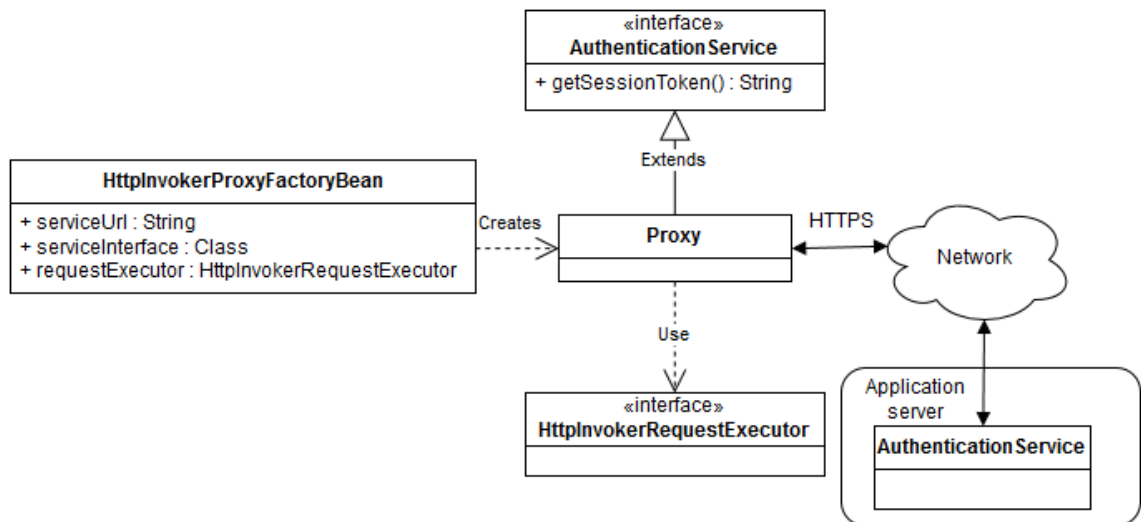 «interface»
AuthenticationService
+ getSessionToken() : String
Extends
HttpInvokerProxyFactoryBean
+ serviceUrl : String
+ serviceInterface : Class
+ requestExecutor : HttpInvokerRequestExecutor
Creates
Proxy
HTTPS
Network
Use
«interface»
HttpInvokerRequestExecutor
Application
server
AuthenticationService